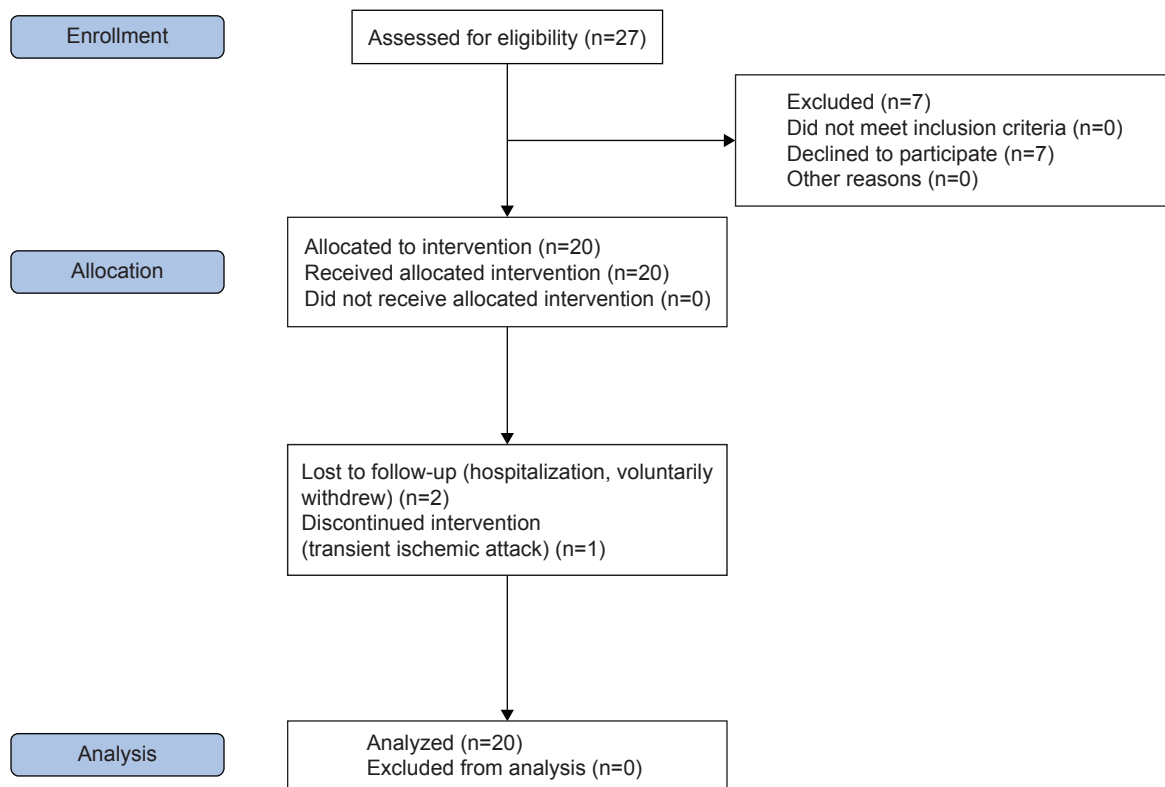 Enrollment
Assessed for eligibility (n=27)
Excluded (n=7)
Did not meet inclusion criteria (n=0)
Declined to participate (n=7)
Other reasons (n=0)
Allocation
Allocated to intervention (n=20)
Received allocated intervention (n=20)
Did not receive allocated intervention (n=0)
Lost to follow-up (hospitalization, voluntarily
withdrew) (n=2)
Discontinued intervention
(transient ischemic attack) (n=1)
Analysis
Analyzed (n=20)
Excluded from analysis (n=0)